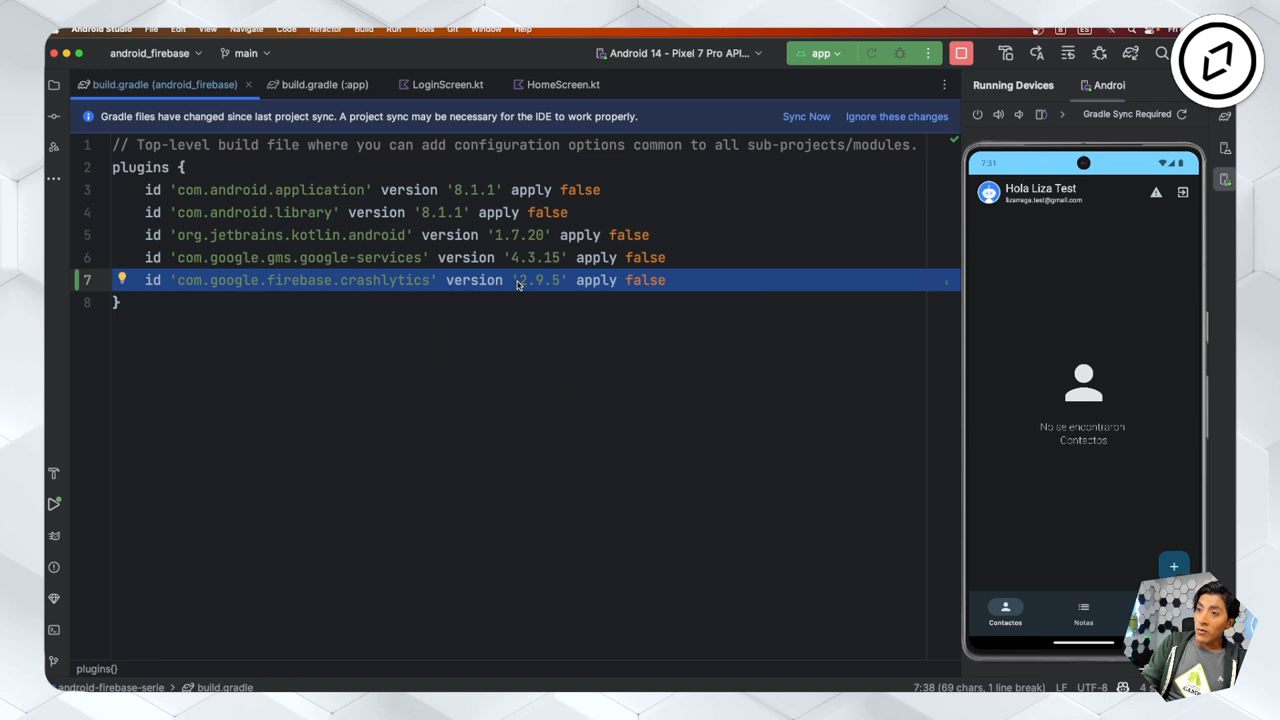 Android Studio File Edit View Navigate Code Refactor Build Run Tools Git Window Help
android_firebase main Android 14 - Pixel 7 Pro API... app
build.gradle (android_firebase) build.gradle (:app) LoginScreen.kt HomeScreen.kt Running Devices Androi
Gradle files have changed since last project sync. A project sync may be necessary for the IDE to work properly. Sync Now Ignore these changes Gradle Sync Required
1 // Top-level build file where you can add configuration options common to all sub-projects/modules.
2 plugins {
3 id 'com.android.application' version '8.1.1' apply false
4 id 'com.android.library' version '8.1.1' apply false
5 id 'org.jetbrains.kotlin.android' version '1.7.20' apply false
6 id 'com.google.gms.google-services' version '4.3.15' apply false
7 id 'com.google.firebase.crashlytics' version '2.9.5' apply false
8 }
7:31
Hola Liza Test
lizarraga.test@gmail.com
No se encontraron
Contactos
+
Contactos Notas
plugins{}
android-firebase-serie > build.gradle 7:38 (69 chars, 1 line break) LF UTF-8
CAMP